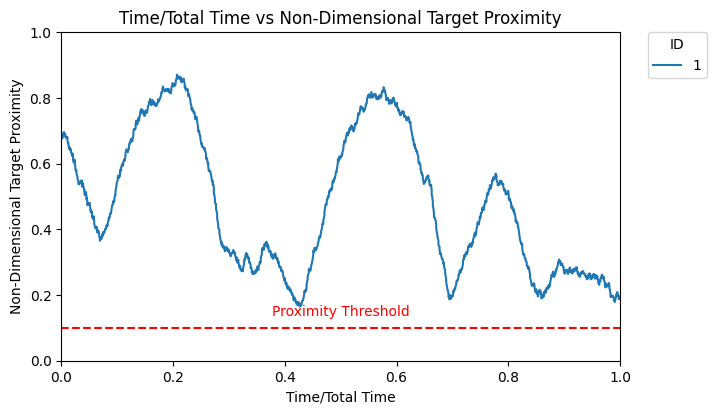 Time/Total Time vs Non-Dimensional Target Proximity
ID
1
Non-Dimensional Target Proximity
1.0
0.8
0.6
0.4
0.2
0.0
Proximity Threshold
0.0 0.2 0.4 0.6 0.8 1.0
Time/Total Time